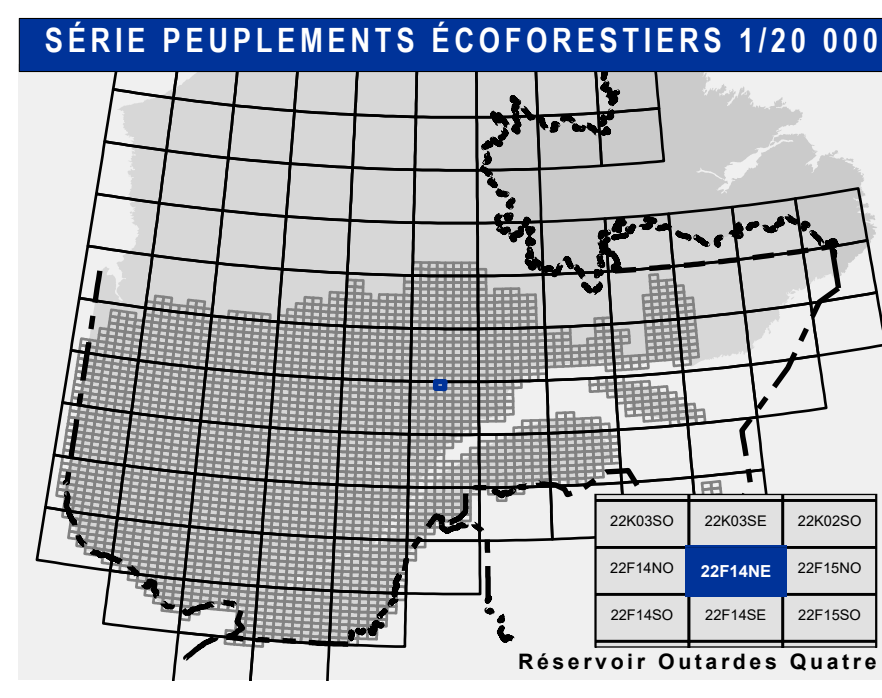 SÉRIE PEUPLEMENTS ÉCOFORESTIERS 1/20 000
22K03SO 22K03SE 22K02SO
22F14NO 22F14NE 22F15NO
22F14SO 22F14SE 22F15SO
Réservoir Outardes Quatre